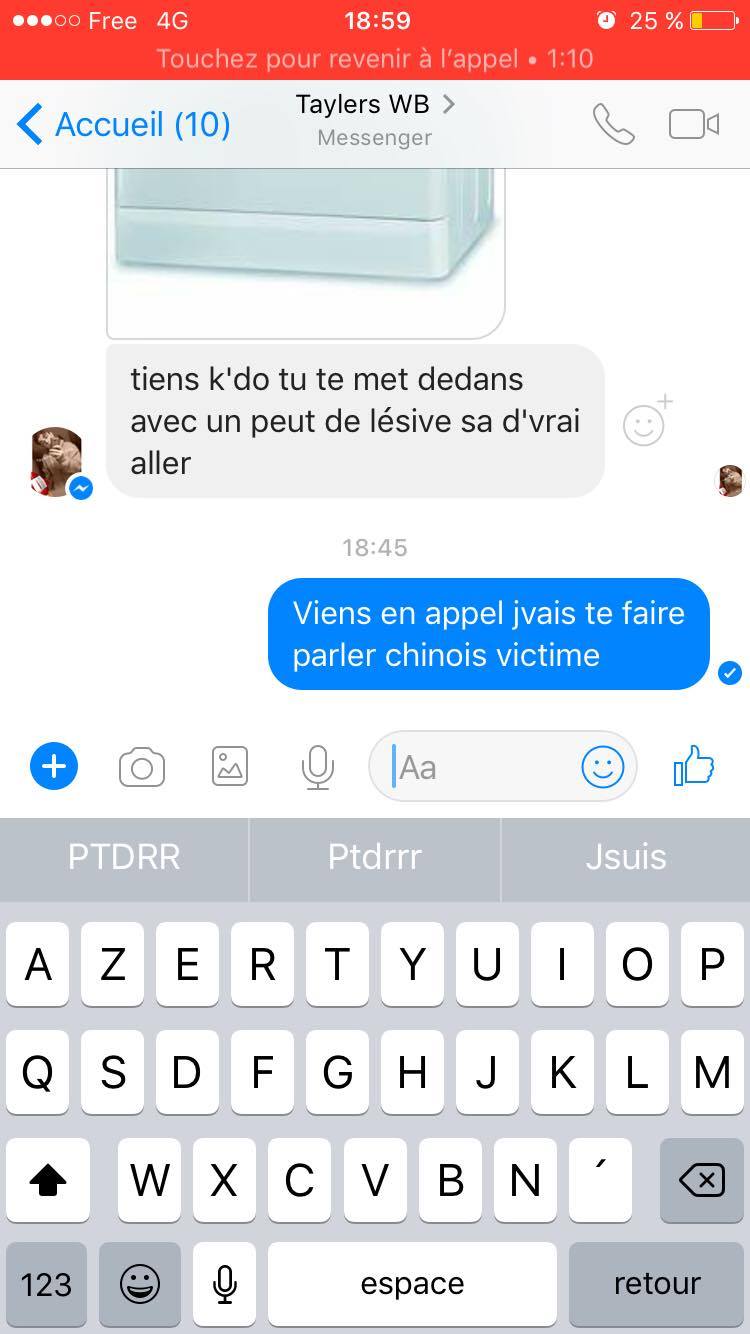 Free 4G 18:59 25 %
Touchez pour revenir à l'appel • 1:10
Accueil (10) Taylers WB
Messenger
tiens k'do tu te met dedans
avec un peut de lésive sa d'vrai
aller
18:45
Viens en appel jvais te faire
parler chinois victime
Aa
PTDRR Ptdrrr Jsuis
A Z E R T Y U I O P
Q S D F G H J K L M
W X C V B N ´
123 espace retour